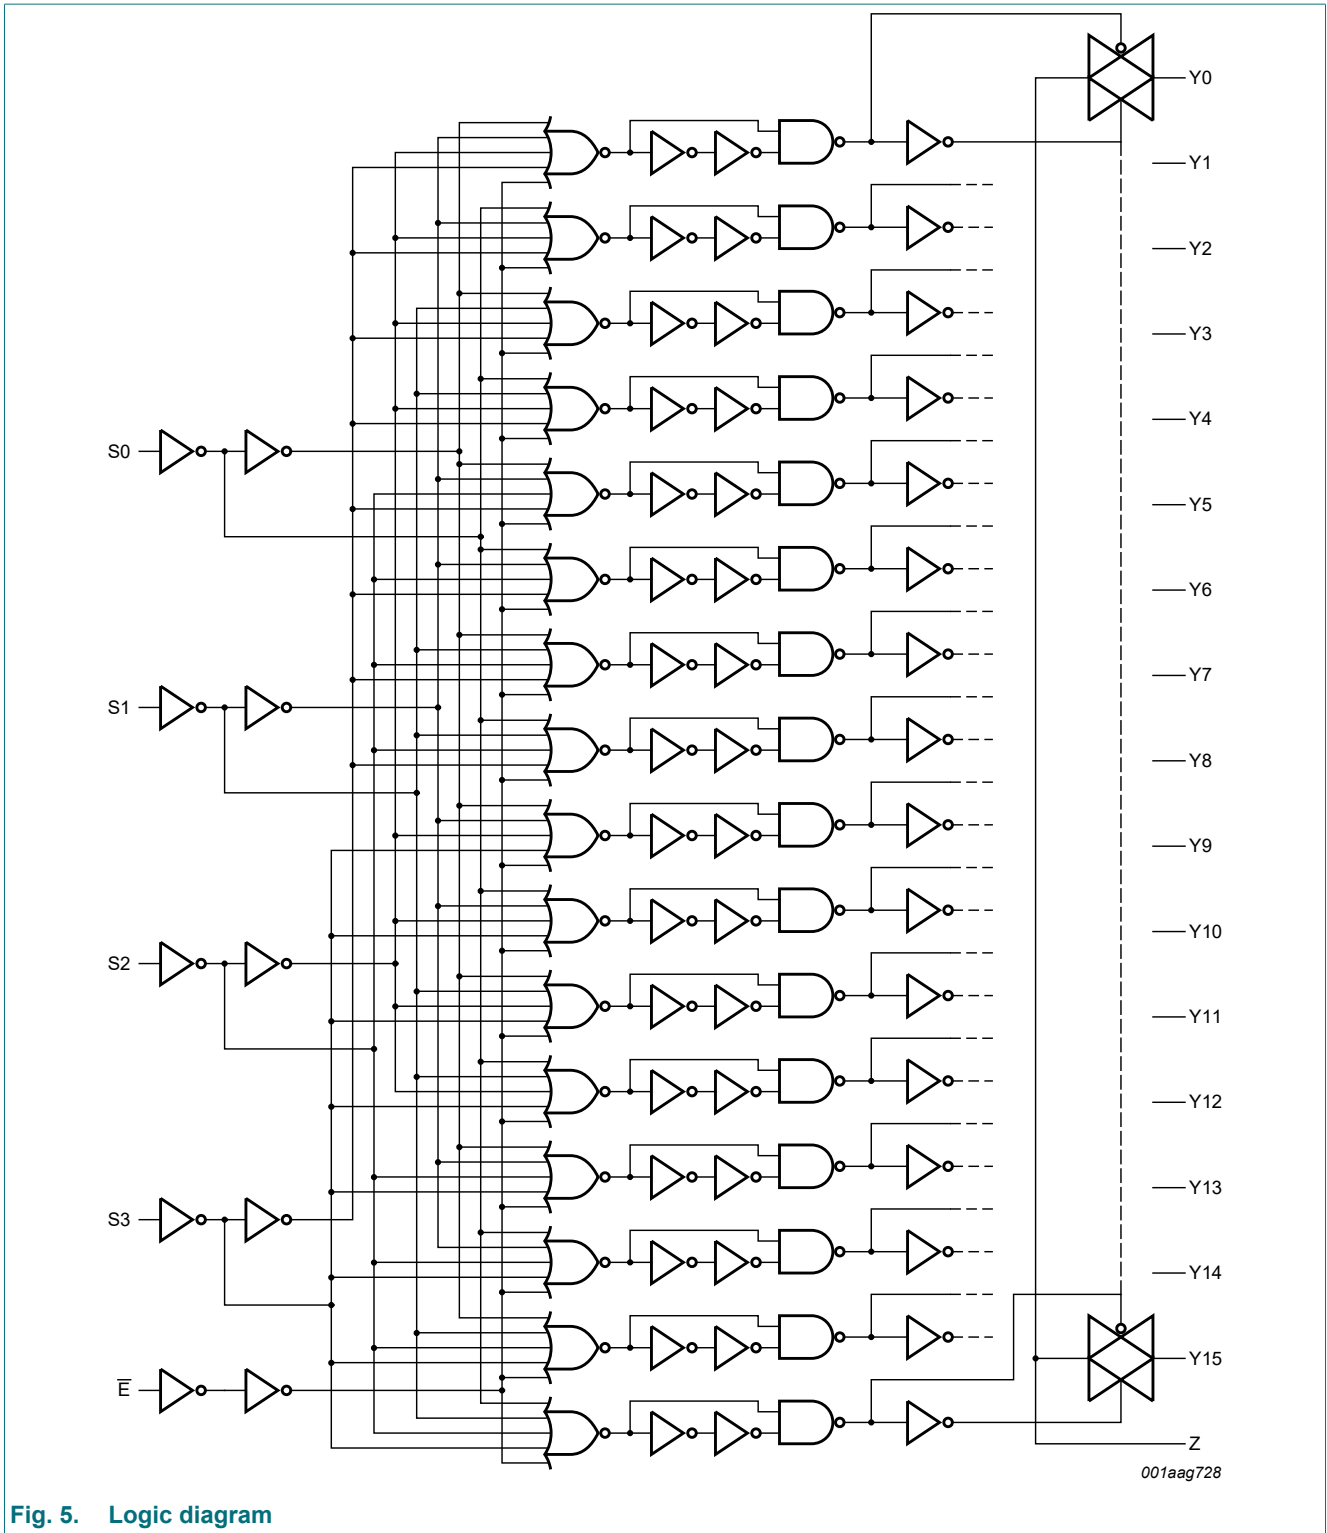 Y0
Y1
Y2
Y3
Y4
S0
Y5
Y6
Y7
S1
Y8
Y9
Y10
S2
Y11
Y12
Y13
S3
Y14
Y15
E̅
Z
001aag728
Fig. 5. Logic diagram